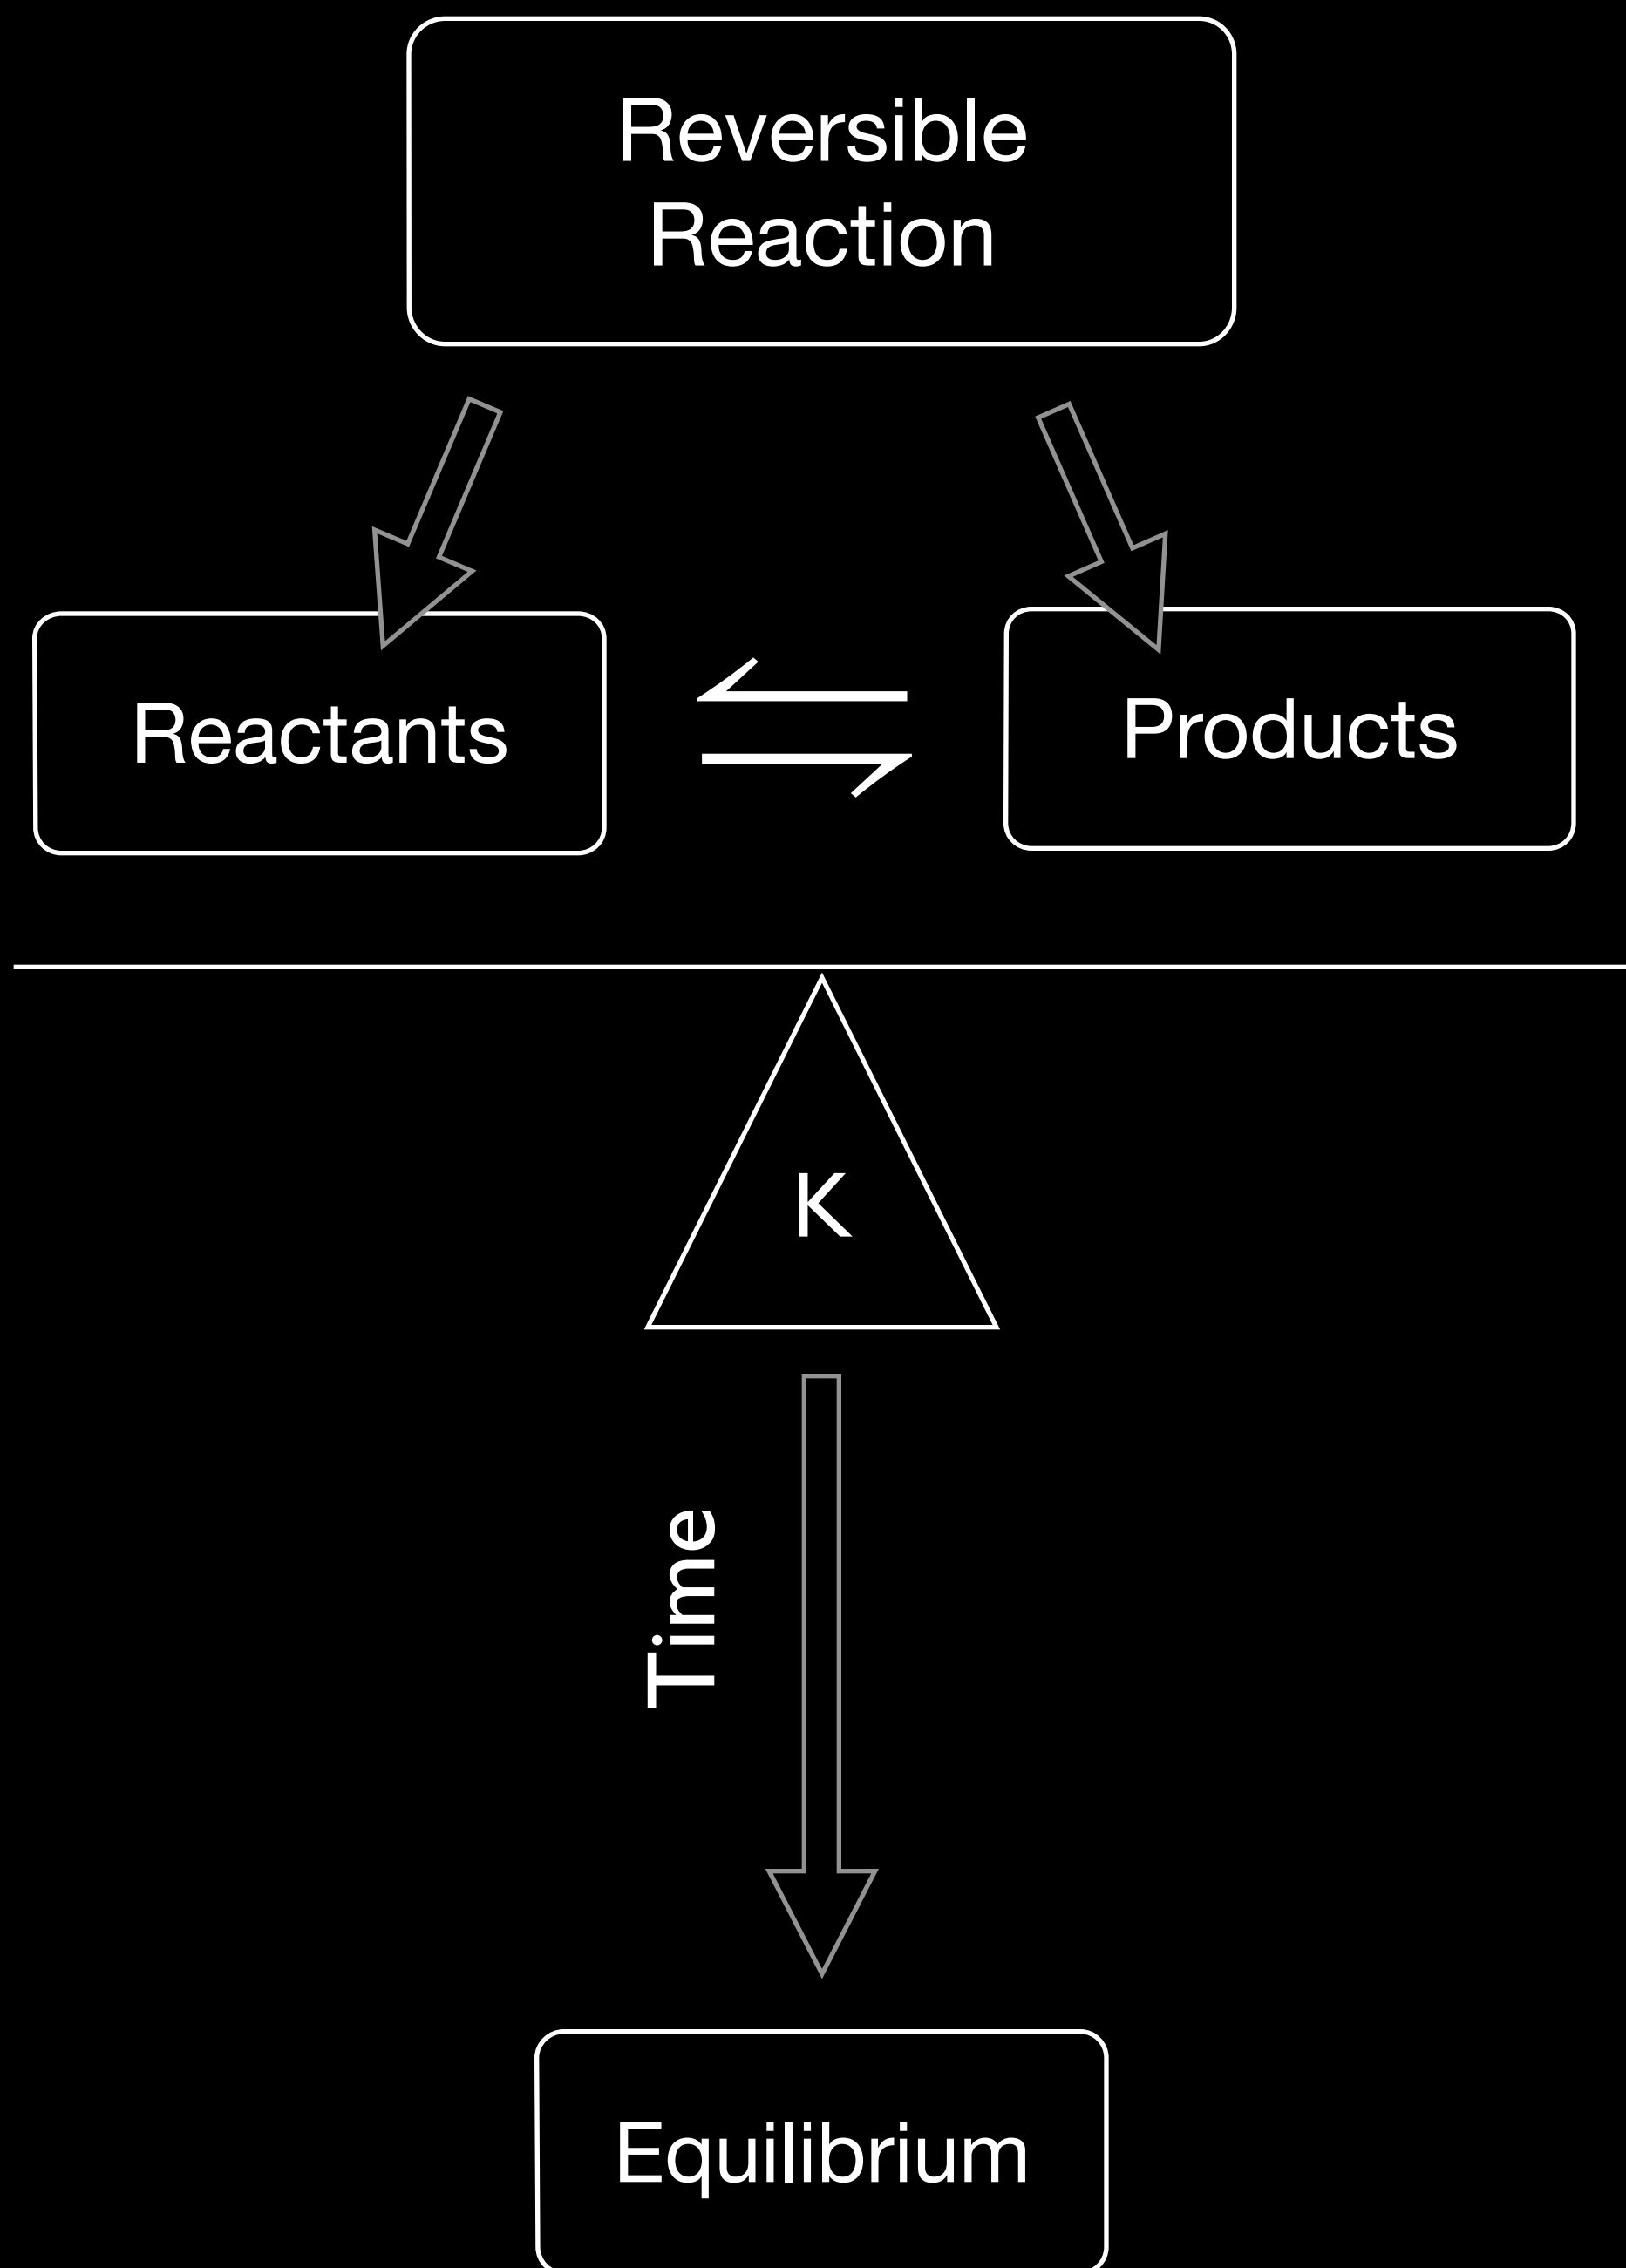 Reversible
Reaction
Reactants
Products
K
Time
Equilibrium